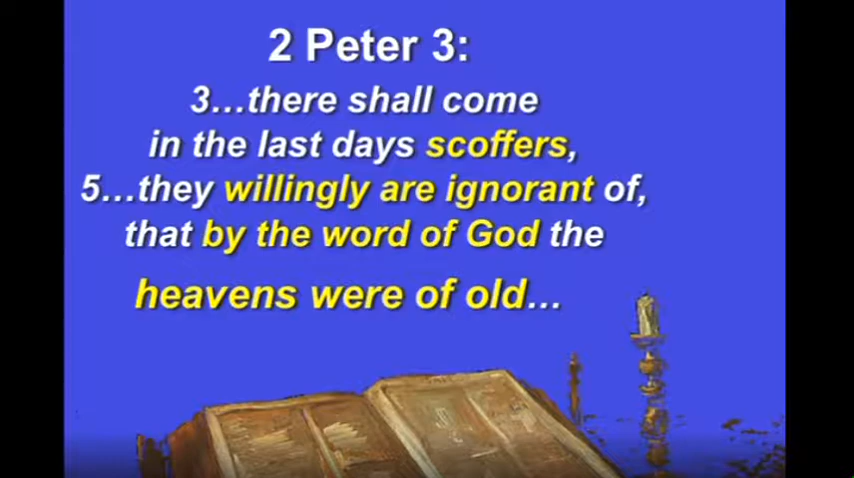 2 Peter 3:
3…there shall come
in the last days scoffers,
5…they willingly are ignorant of,
that by the word of God the
heavens were of old…